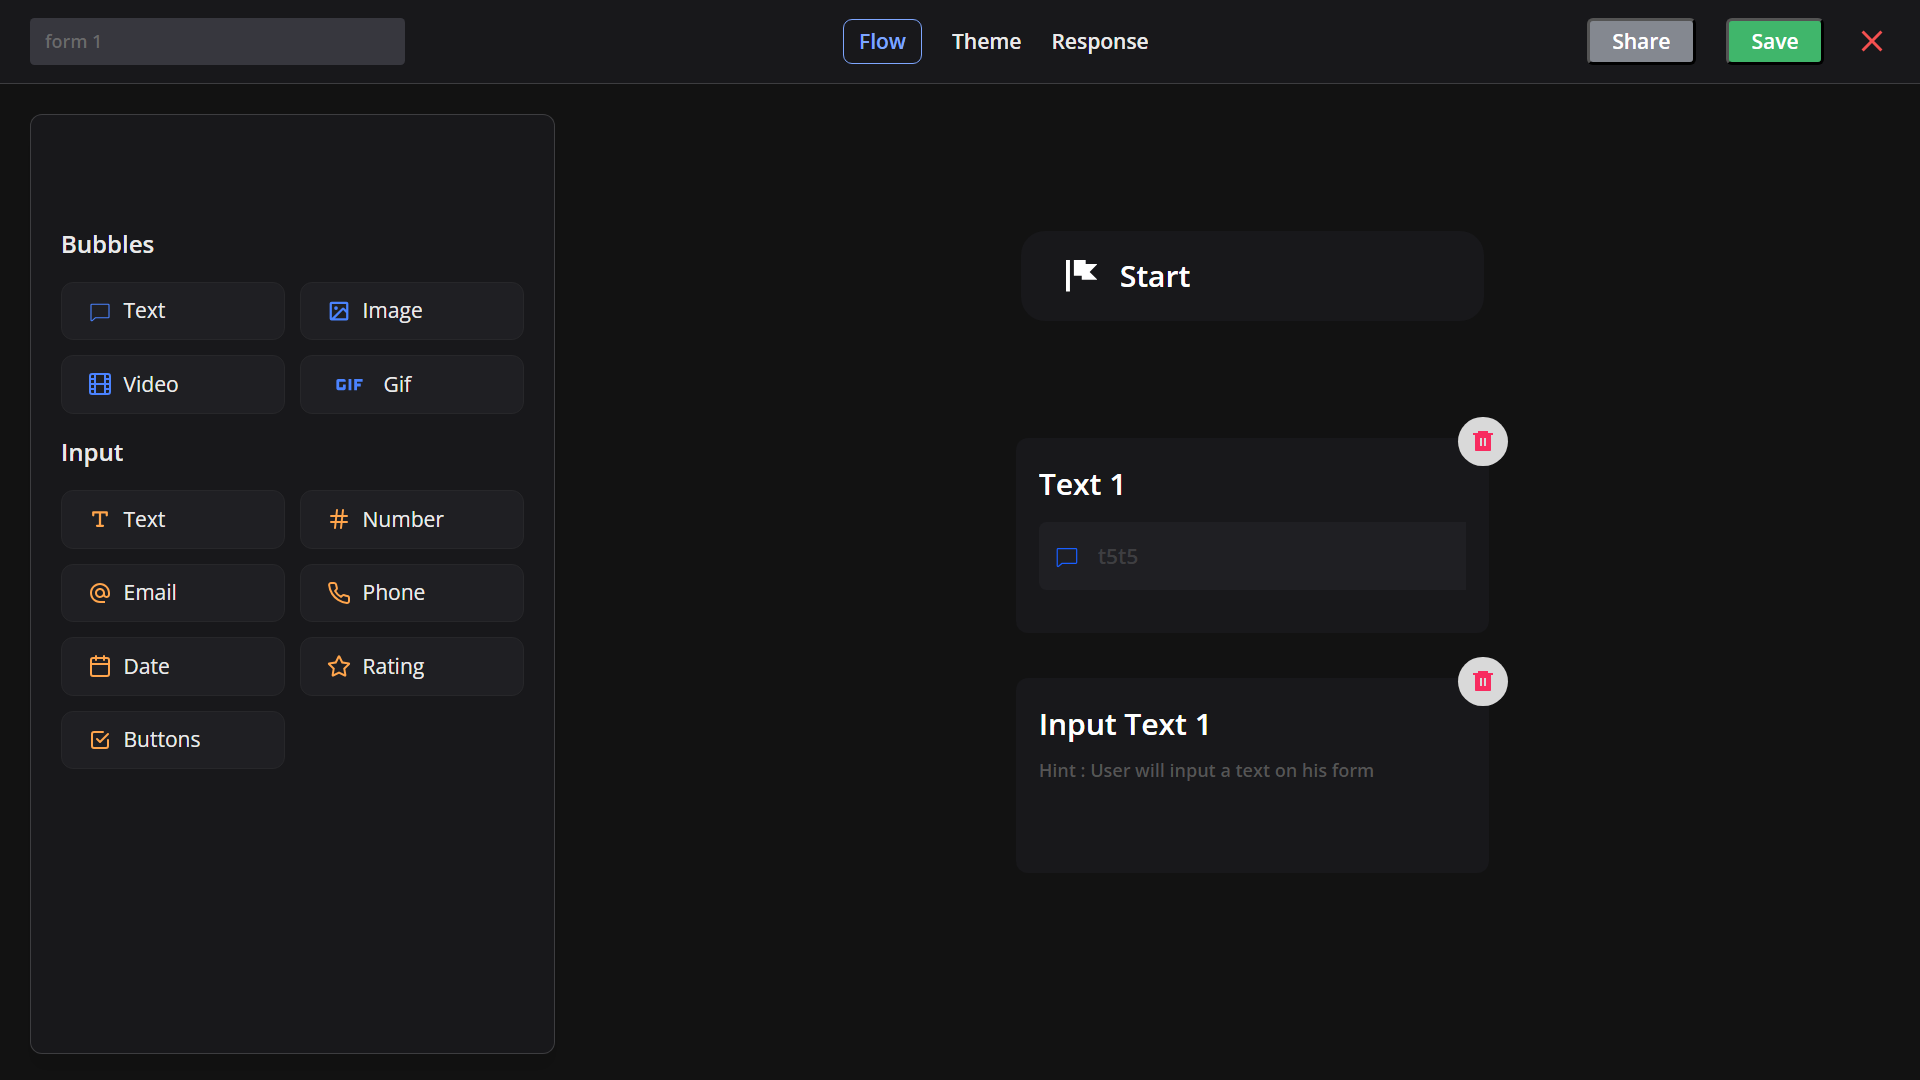 form 1
Flow Theme Response
Share Save
Bubbles
Text Image
Video GIF Gif
Input
Text Number
Email Phone
Date Rating
Buttons
Start
Text 1
t5t5
Input Text 1
Hint : User will input a text on his form